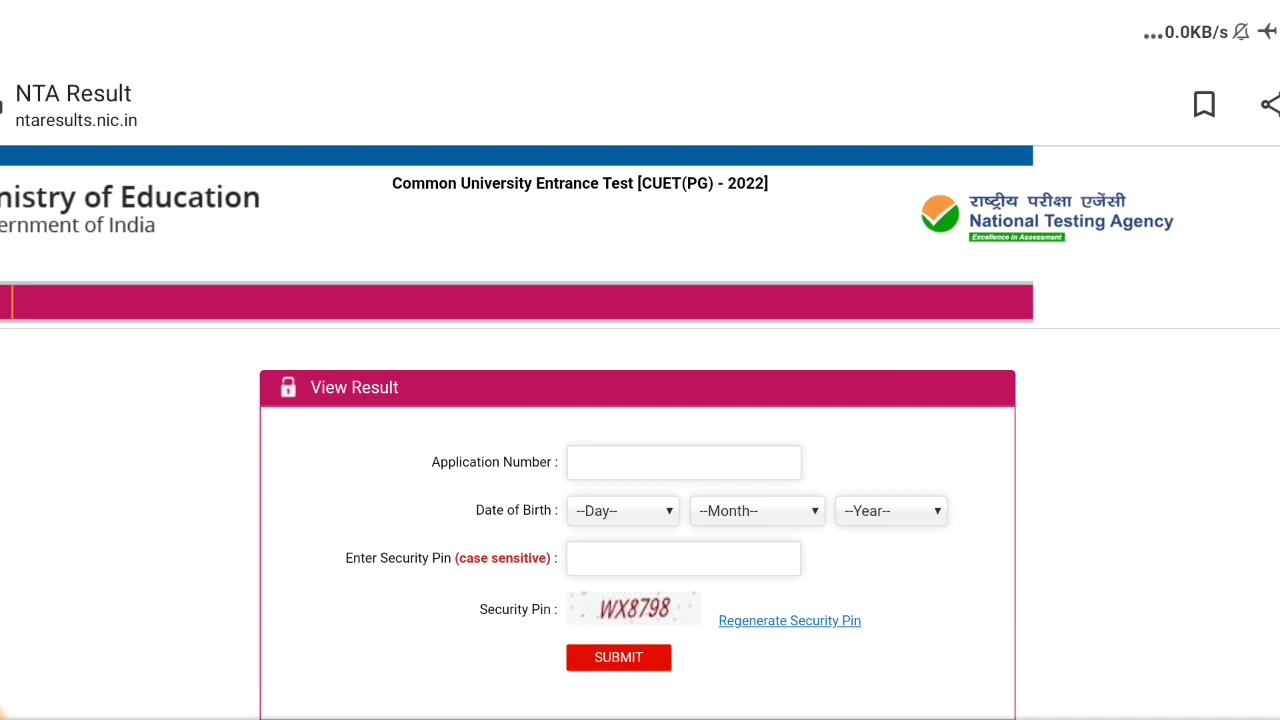 ...0.0KB/s
NTA Result
ntaresults.nic.in
Common University Entrance Test [CUET(PG) - 2022]
nistry of Education
ernment of India
राष्ट्रीय परीक्षा एजेंसी
National Testing Agency
Excellence in Assessment
View Result
Application Number :
Date of Birth : --Day-- --Month-- --Year--
Enter Security Pin (case sensitive) :
Security Pin : WX8798 Regenerate Security Pin
SUBMIT